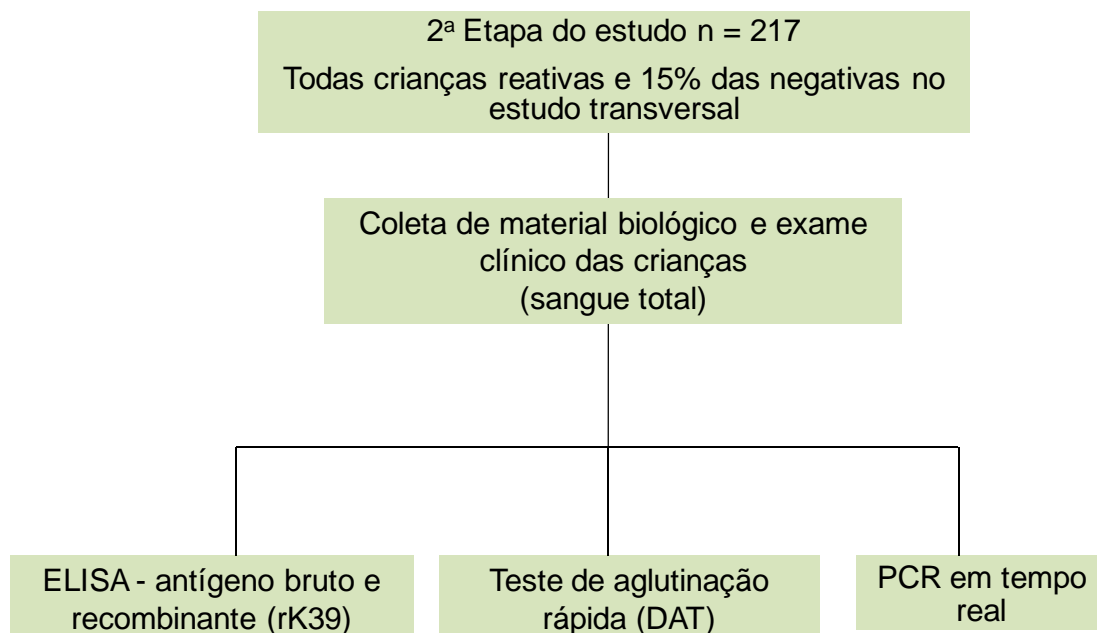 2ª Etapa do estudo n = 217
Todas crianças reativas e 15% das negativas no
estudo transversal
Coleta de material biológico e exame
clínico das crianças
(sangue total)
ELISA - antígeno bruto e
recombinante (rK39)
Teste de aglutinação
rápida (DAT)
PCR em tempo
real